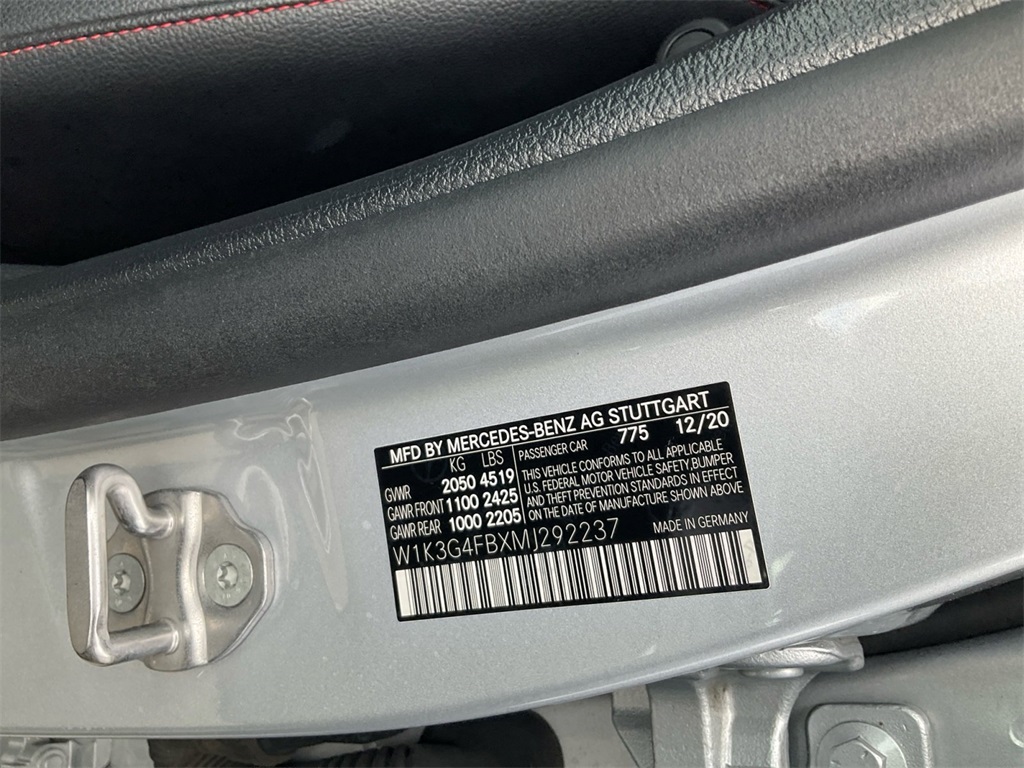 MFD BY MERCEDES-BENZ AG STUTTGART
KG LBS PASSENGER CAR 775 12/20
GVWR 2050 4519
GAWR FRONT 1100 2425
GAWR REAR 1000 2205
THIS VEHICLE CONFORMS TO ALL APPLICABLE
U.S. FEDERAL MOTOR VEHICLE SAFETY, BUMPER
AND THEFT PREVENTION STANDARDS IN EFFECT
ON THE DATE OF MANUFACTURE SHOWN ABOVE
W1K3G4FBXMJ292237 MADE IN GERMANY